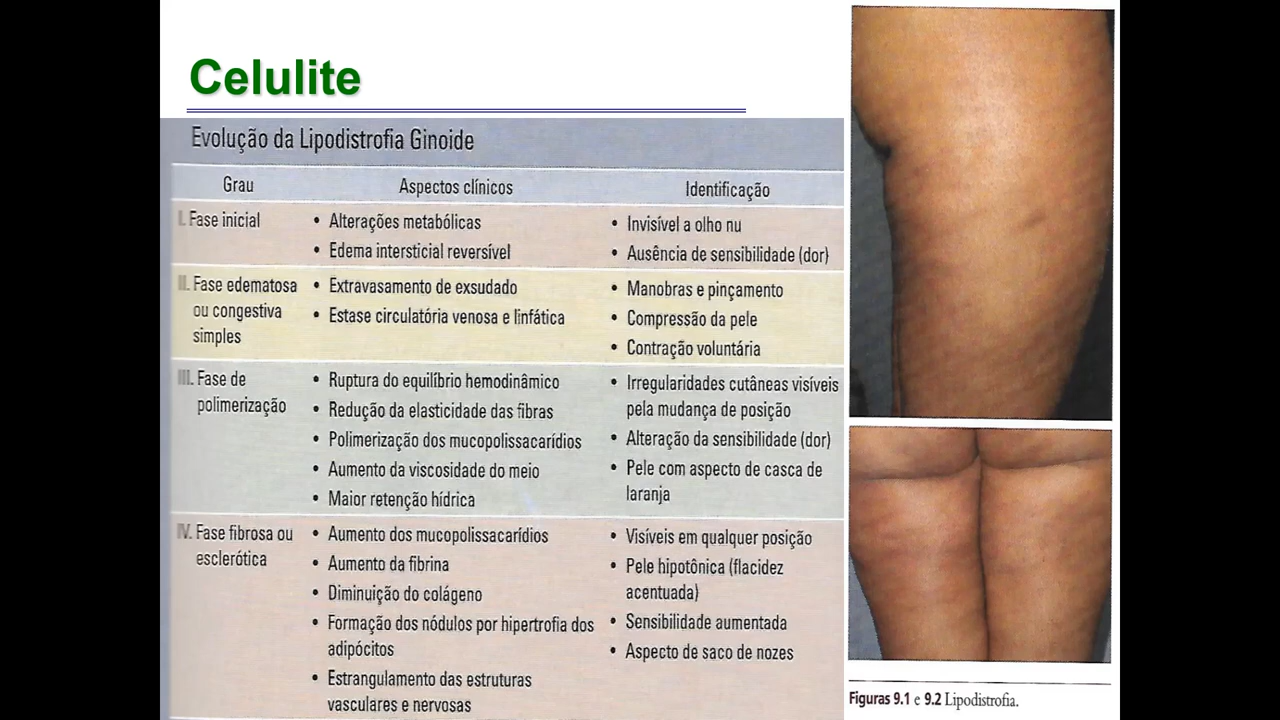 Celulite
Evolução da Lipodistrofia Ginoide
Grau
Aspectos clínicos
Identificação
I. Fase inicial
• Alterações metabólicas
• Edema intersticial reversível
• Invisível a olho nu
• Ausência de sensibilidade (dor)
II. Fase edematosa
ou congestiva
simples
• Extravasamento de exsudado
• Estase circulatória venosa e linfática
• Manobras e pinçamento
• Compressão da pele
• Contração voluntária
III. Fase de
polimerização
• Ruptura do equilíbrio hemodinâmico
• Redução da elasticidade das fibras
• Polimerização dos mucopolissacarídios
• Aumento da viscosidade do meio
• Maior retenção hídrica
• Irregularidades cutâneas visíveis
pela mudança de posição
• Alteração da sensibilidade (dor)
• Pele com aspecto de casca de
laranja
IV. Fase fibrosa ou
esclerótica
• Aumento dos mucopolissacarídios
• Aumento da fibrina
• Diminuição do colágeno
• Formação dos nódulos por hipertrofia dos
adipócitos
• Estrangulamento das estruturas
vasculares e nervosas
• Visíveis em qualquer posição
• Pele hipotônica (flacidez
acentuada)
• Sensibilidade aumentada
• Aspecto de saco de nozes
Figuras 9.1 e 9.2 Lipodistrofia.